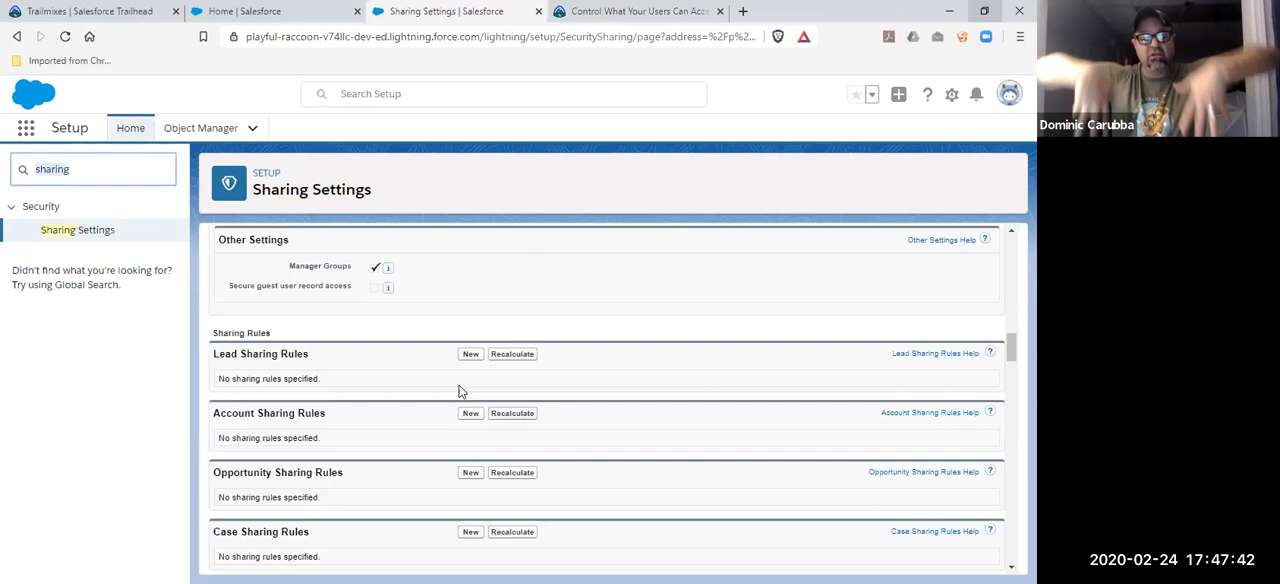 Trailmixes | Salesforce Trailhead
Home | Salesforce
Sharing Settings | Salesforce
Control What Your Users Can Acc
playful-raccoon-v74llc-dev-ed.lightning.force.com/lightning/setup/SecuritySharing/page?address=%2Fp%2...
Imported from Chr...
Search Setup
Setup
Home
Object Manager
sharing
Security
Sharing Settings
Didn't find what you're looking for?
Try using Global Search.
SETUP
Sharing Settings
Other Settings
Other Settings Help ?
Manager Groups
Secure guest user record access
Sharing Rules
Lead Sharing Rules New Recalculate Lead Sharing Rules Help ?
No sharing rules specified.
Account Sharing Rules New Recalculate Account Sharing Rules Help ?
No sharing rules specified.
Opportunity Sharing Rules New Recalculate Opportunity Sharing Rules Help ?
No sharing rules specified.
Case Sharing Rules New Recalculate Case Sharing Rules Help ?
No sharing rules specified.
Dominic Carubba
2020-02-24 17:47:42